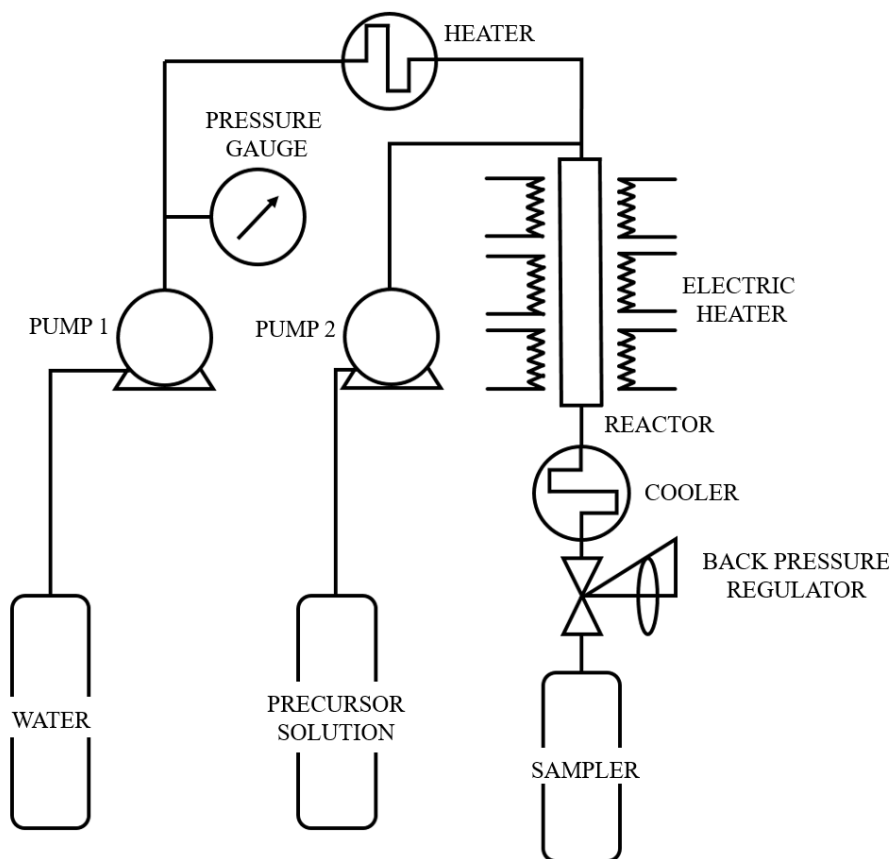 HEATER
PRESSURE
GAUGE
PUMP 1
PUMP 2
ELECTRIC
HEATER
REACTOR
COOLER
BACK PRESSURE
REGULATOR
WATER
PRECURSOR
SOLUTION
SAMPLER